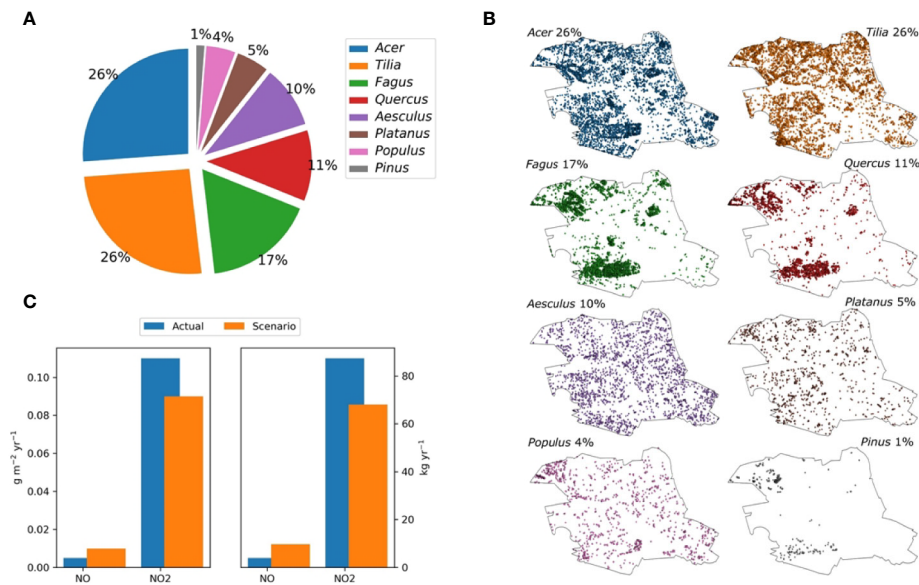 A
26%
1%
4%
5%
10%
11%
17%
26%
Acer
Tilia
Fagus
Quercus
Aesculus
Platanus
Populus
Pinus
B
Acer 26%
Tilia 26%
Fagus 17%
Quercus 11%
Aesculus 10%
Platanus 5%
Populus 4%
Pinus 1%
C
Actual
Scenario
g m⁻² yr⁻¹
0.10
0.08
0.06
0.04
0.02
0.00
NO
NO2
NO
NO2
80
60
40
20
0
kg yr⁻¹